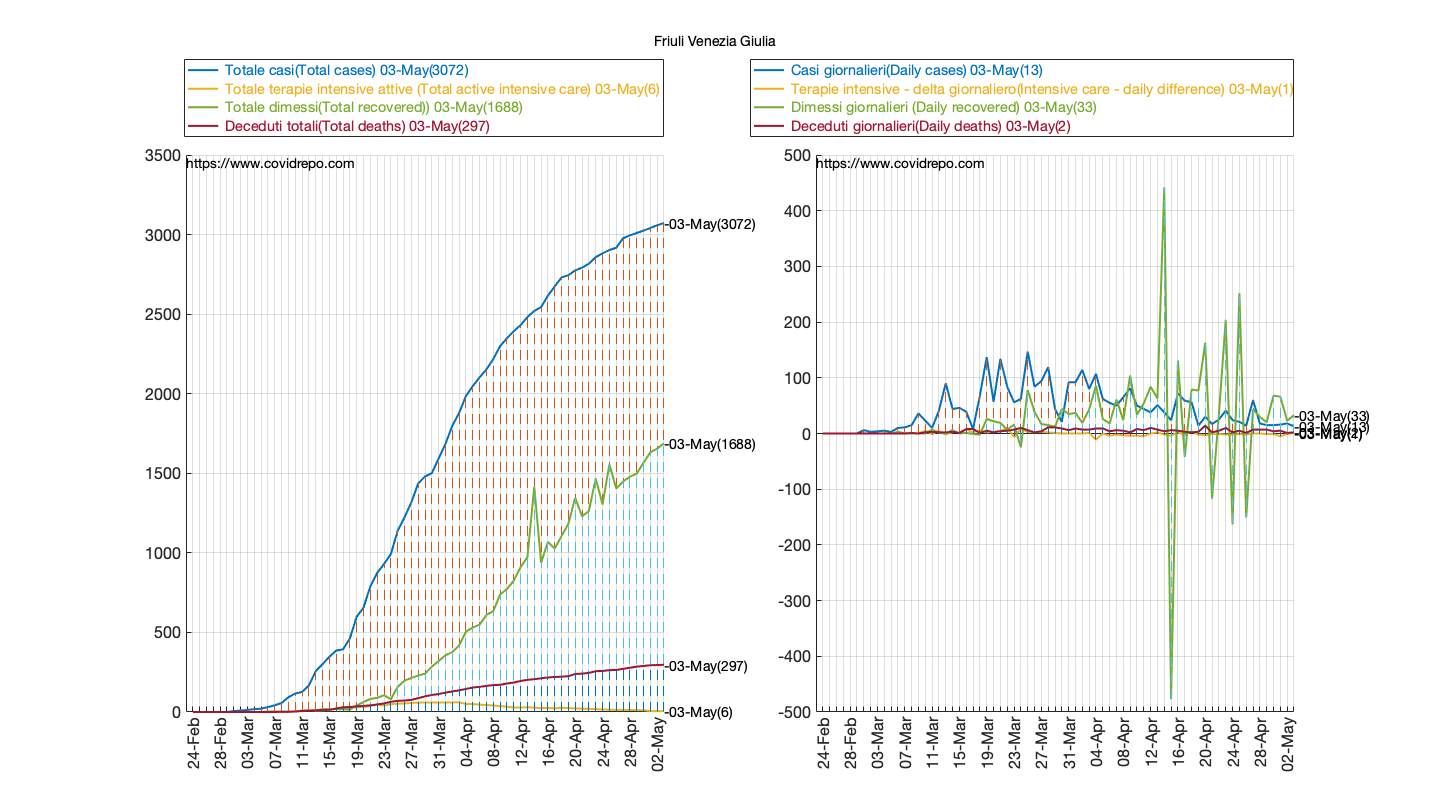 Friuli Venezia Giulia
Totale casi(Total cases) 03-May(3072)
Totale terapie intensive attive (Total active intensive care) 03-May(6)
Totale dimessi(Total recovered)) 03-May(1688)
Deceduti totali(Total deaths) 03-May(297)
Casi giornalieri(Daily cases) 03-May(13)
Terapie intensive - delta giornaliero(Intensive care - daily difference) 03-May(1)
Dimessi giornalieri (Daily recovered) 03-May(33)
Deceduti giornalieri(Daily deaths) 03-May(2)
https://www.covidrepo.com
3500
3000
2500
2000
1500
1000
500
0
-03-May(3072)
-03-May(1688)
-03-May(297)
-03-May(6)
24-Feb
28-Feb
03-Mar
07-Mar
11-Mar
15-Mar
19-Mar
23-Mar
27-Mar
31-Mar
04-Apr
08-Apr
12-Apr
16-Apr
20-Apr
24-Apr
28-Apr
02-May
https://www.covidrepo.com
500
400
300
200
100
0
-100
-200
-300
-400
-500
-03-May(33)
-03-May(13)
24-Feb
28-Feb
03-Mar
07-Mar
11-Mar
15-Mar
19-Mar
23-Mar
27-Mar
31-Mar
04-Apr
08-Apr
12-Apr
16-Apr
20-Apr
24-Apr
28-Apr
02-May